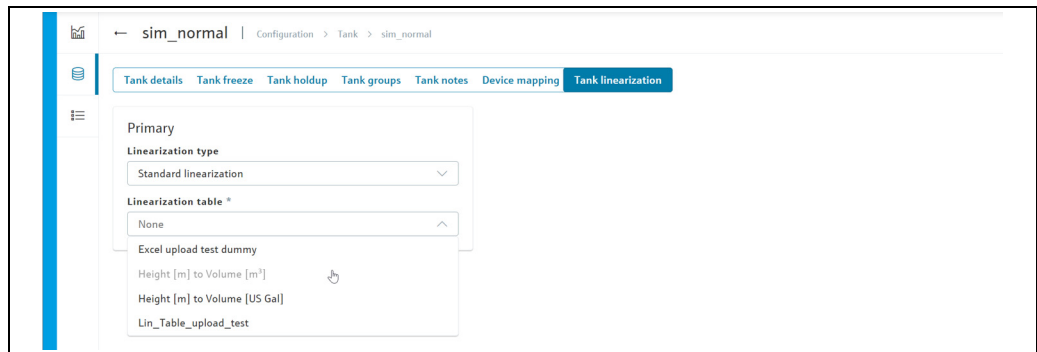 ← sim_normal | Configuration > Tank > sim_normal
Tank details Tank freeze Tank holdup Tank groups Tank notes Device mapping Tank linearization
Primary
Linearization type
Standard linearization
Linearization table *
None
Excel upload test dummy
Height [m] to Volume [m³]
Height [m] to Volume [US Gal]
Lin_Table_upload_test